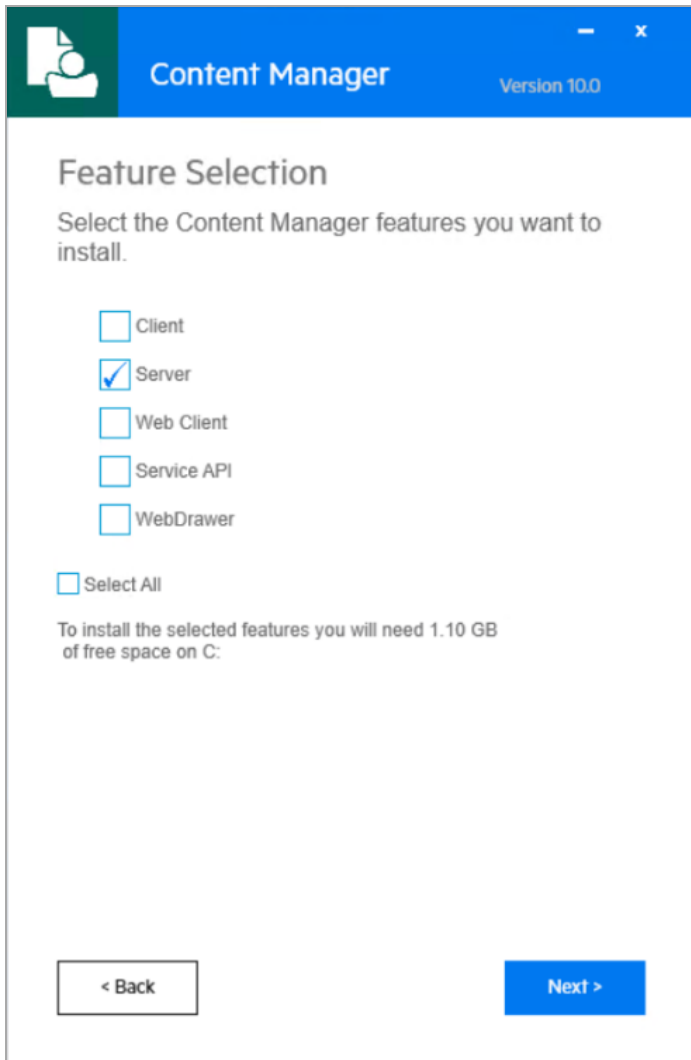 x
Content Manager
Version 10.0
Feature Selection
Select the Content Manager features you want to
install.
Client
Server
Web Client
Service API
WebDrawer
Select All
To install the selected features you will need 1.10 GB
of free space on C:
< Back
Next >